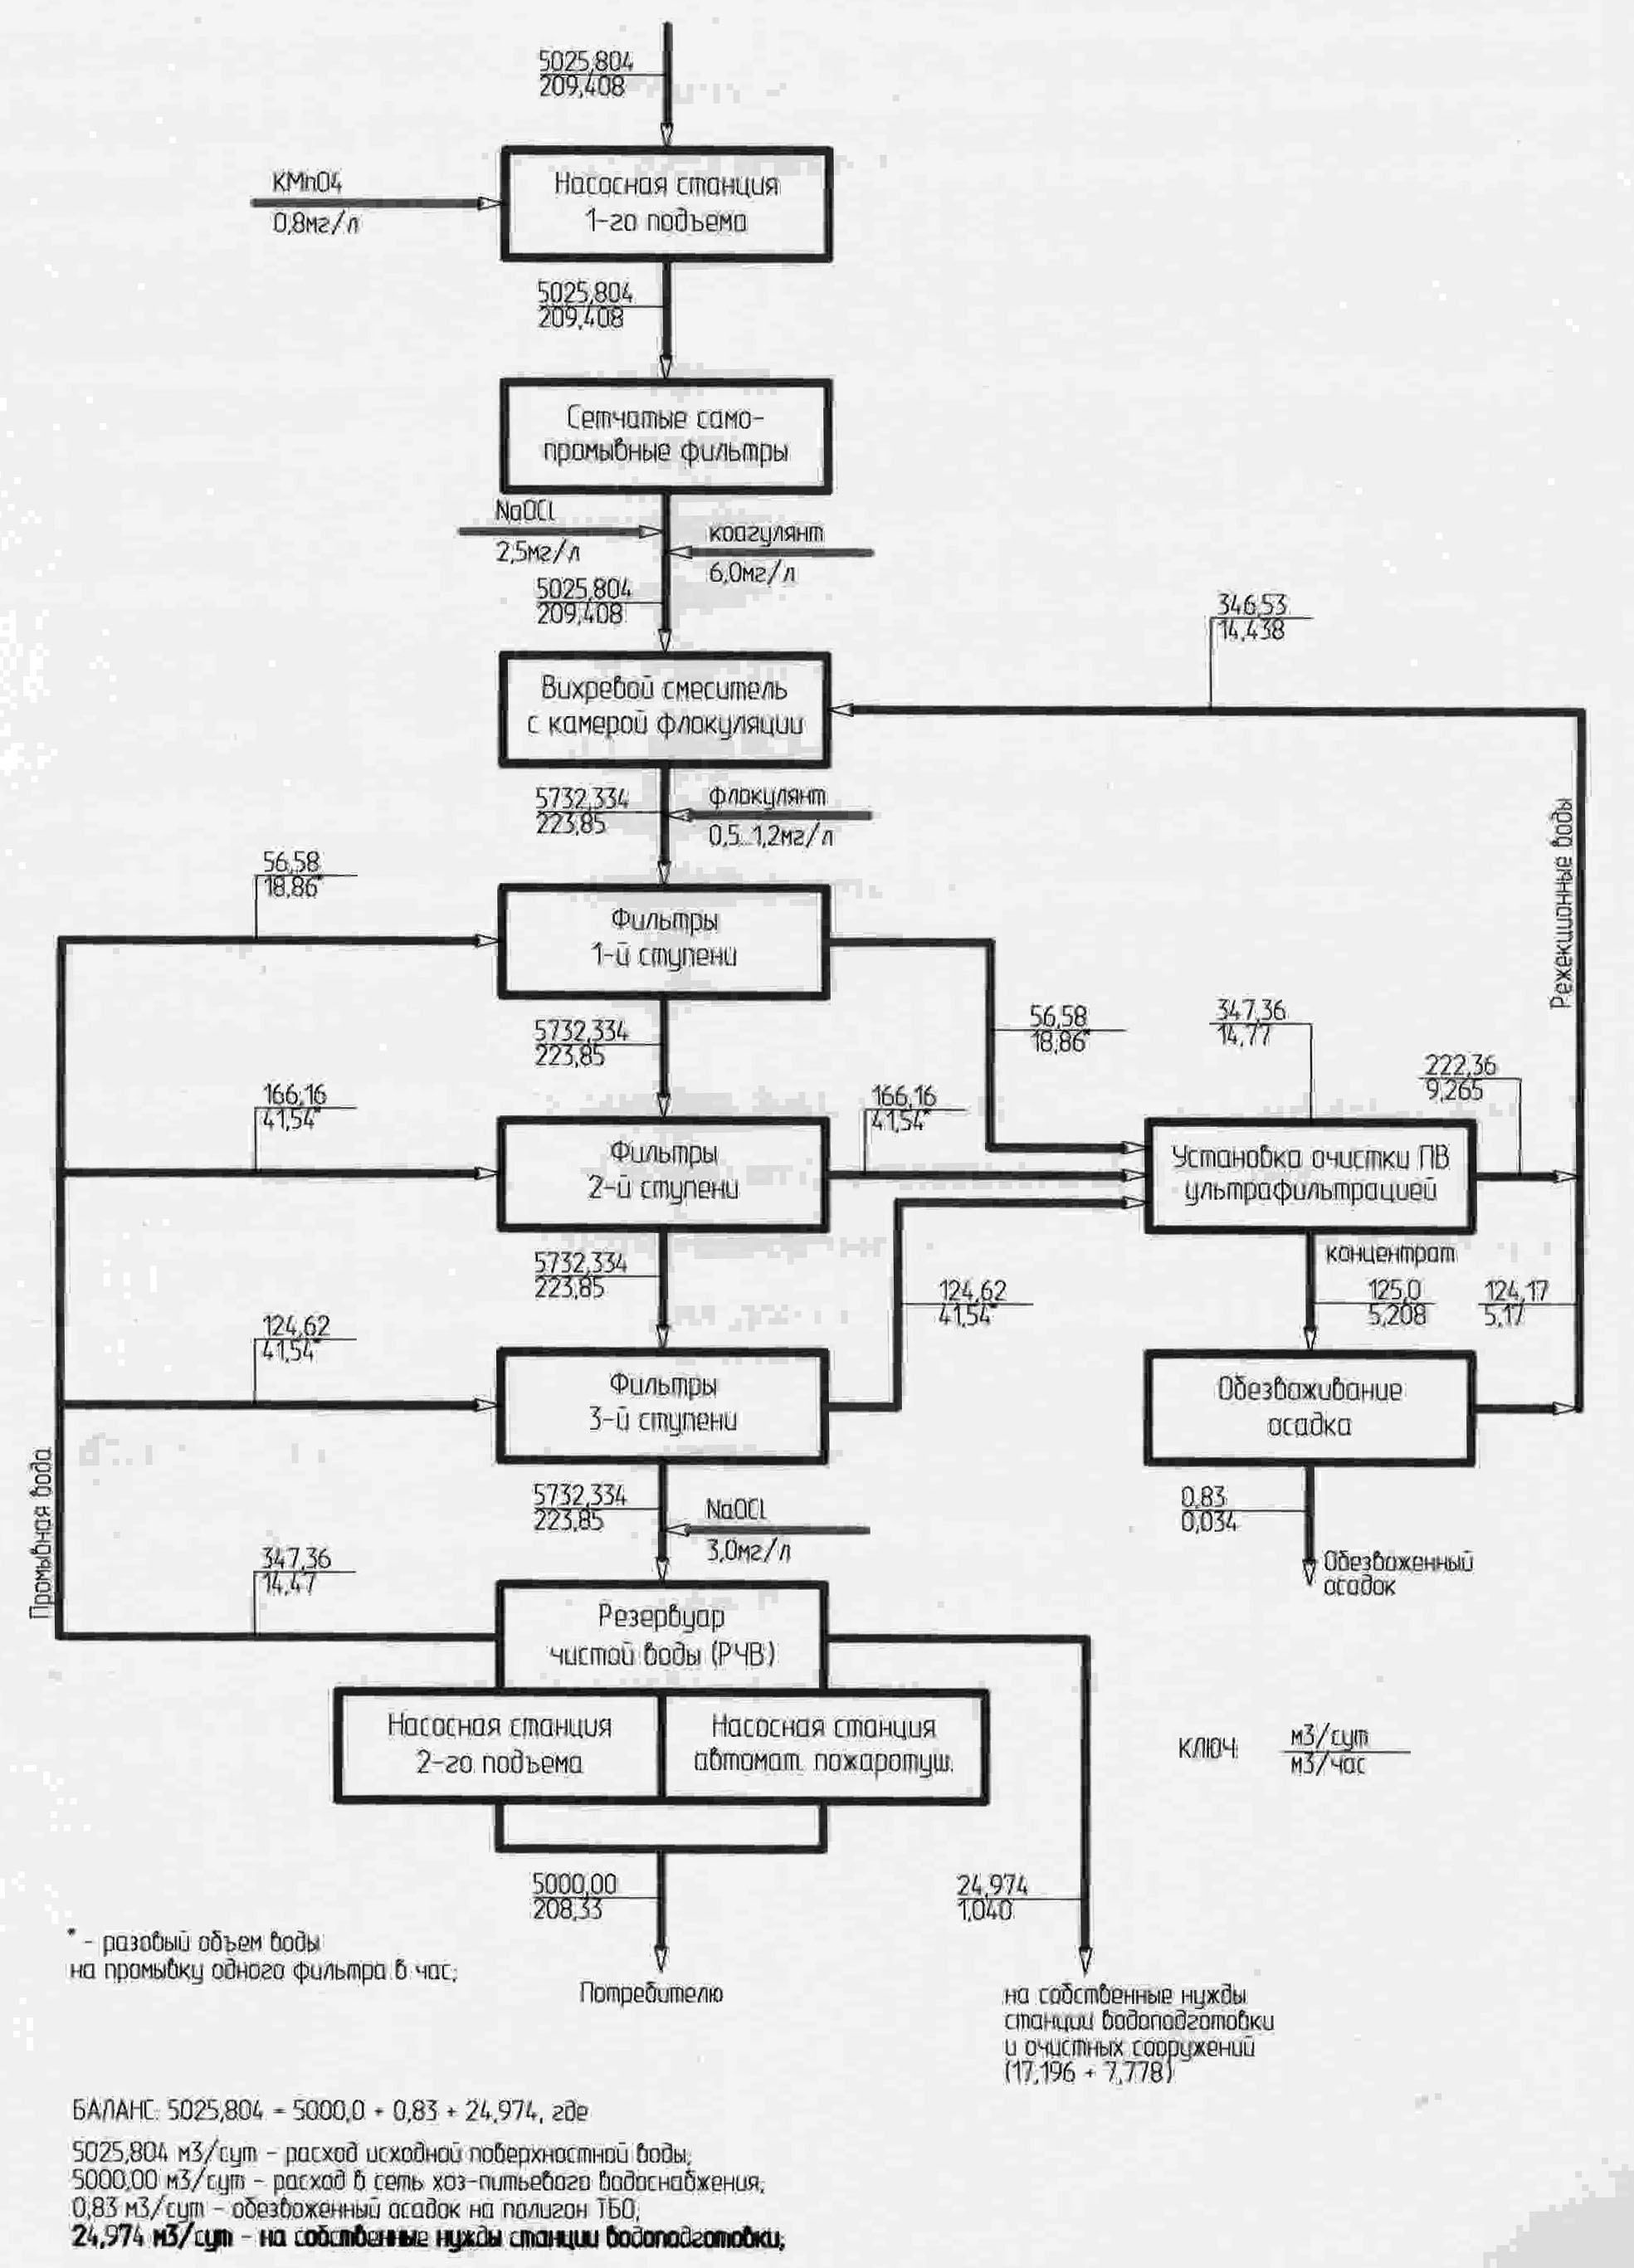 5025,804
209,408
KMnO4
0,8мг/л
Насосная станция
1-го подъема
5025,804
209,408
Сетчатые само-
промывные фильтры
NaOCl
2,5мг/л
коагулянт
6,0мг/л
5025,804
209,408
346,53
14,438
Вихревой смеситель
с камерой флокуляции
5732,334
223,85
флокулянт
0,5...1,2мг/л
Режекционные воды
56,58
18,86*
Фильтры
1-й ступени
5732,334
223,85
56,58
18,86*
347,36
14,77
222,36
9,265
166,16
41,54*
166,16
41,54*
Фильтры
2-й ступени
Установка очистки ПВ
ультрафильтрацией
5732,334
223,85
концентрат
125,0
5,208
124,17
5,17
124,62
41,54*
124,62
41,54*
Фильтры
3-й ступени
Обезвоживание
осадка
Промывная вода
5732,334
223,85
NaOCl
3,0мг/л
0,83
0,034
Обезвоженный
осадок
347,36
14,47
Резервуар
чистой воды (РЧВ)
Насосная станция
2-го подъема
Насосная станция
автомат. пожаротуш.
КЛЮЧ:
м3/сут
м3/час
5000,00
208,33
24,974
1,040
* - разовый объем воды
на промывку одного фильтра в час;
Потребителю
на собственные нужды
станции водоподготовки
и очистных сооружений
(17,196 + 7,778)
БАЛАНС: 5025,804 = 5000,0 + 0,83 + 24,974, где
5025,804 м3/сут - расход исходной поверхностной воды;
5000,00 м3/сут - расход в сеть хоз-питьевого водоснабжения;
0,83 м3/сут - обезвоженный осадок на полигон ТБО;
24,974 м3/сут - на собственные нужды станции водоподготовки;